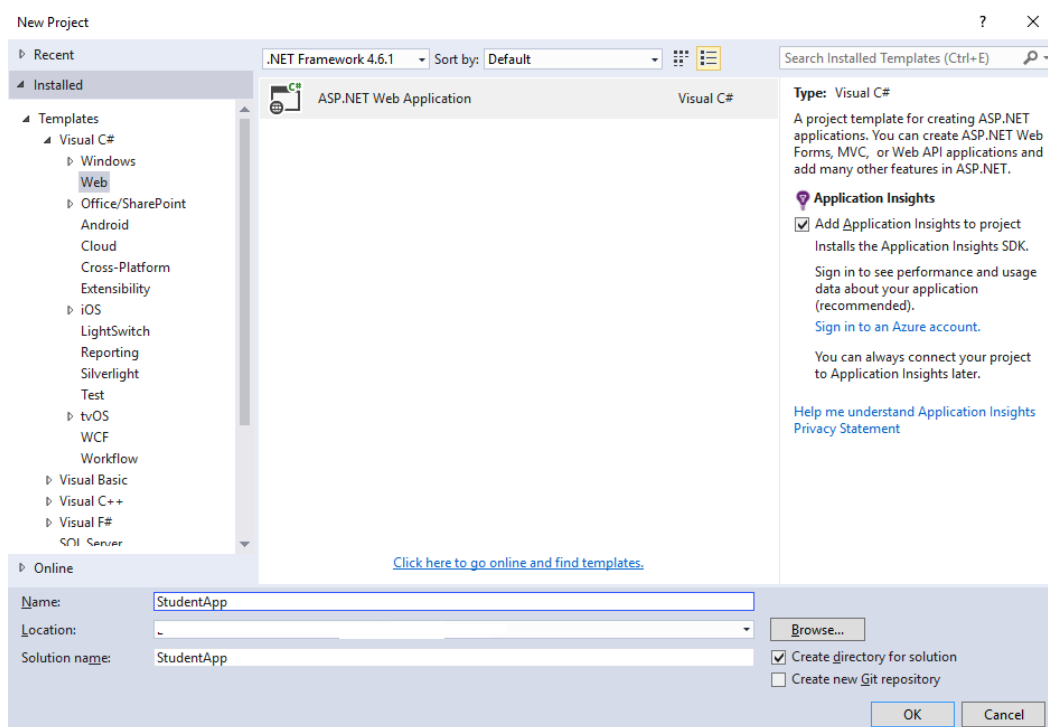 New Project
?
Recent
.NET Framework 4.6.1
Sort by: Default
Search Installed Templates (Ctrl+E)
Installed
Templates
Visual C#
Windows
Web
Office/SharePoint
Android
Cloud
Cross-Platform
Extensibility
iOS
LightSwitch
Reporting
Silverlight
Test
tvOS
WCF
Workflow
Visual Basic
Visual C++
Visual F#
SQL Server
Online
C#
ASP.NET Web Application Visual C#
Click here to go online and find templates.
Type: Visual C#
A project template for creating ASP.NET
applications. You can create ASP.NET Web
Forms, MVC, or Web API applications and
add many other features in ASP.NET.
Application Insights
Add Application Insights to project
Installs the Application Insights SDK.
Sign in to see performance and usage
data about your application
(recommended).
Sign in to an Azure account.
You can always connect your project
to Application Insights later.
Help me understand Application Insights
Privacy Statement
Name: StudentApp
Location:
Browse...
Solution name: StudentApp
Create directory for solution
Create new Git repository
OK Cancel